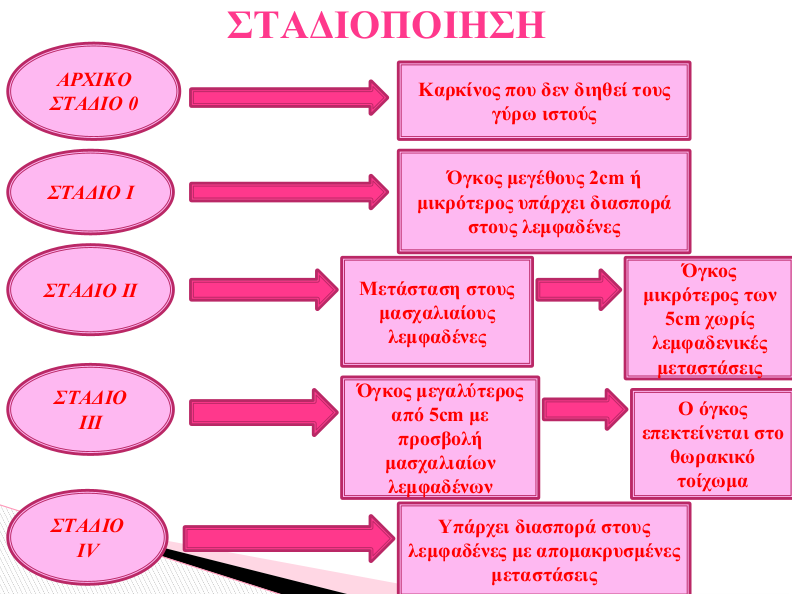 ΣΤΑΔΙΟΠΟΙΗΣΗ
ΑΡΧΙΚΟ
ΣΤΑΔΙΟ 0
Καρκίνος που δεν διηθεί τους
γύρω ιστούς
ΣΤΑΔΙΟ Ι
Όγκος μεγέθους 2cm ή
μικρότερος υπάρχει διασπορά
στους λεμφαδένες
ΣΤΑΔΙΟ ΙΙ
Μετάσταση στους
μασχαλιαίους
λεμφαδένες
Όγκος
μικρότερος των
5cm χωρίς
λεμφαδενικές
μεταστάσεις
ΣΤΑΔΙΟ
ΙΙΙ
Όγκος μεγαλύτερος
από 5cm με
προσβολή
μασχαλιαίων
λεμφαδένων
Ο όγκος
επεκτείνεται στο
θωρακικό
τοίχωμα
ΣΤΑΔΙΟ
IV
Υπάρχει διασπορά στους
λεμφαδένες με απομακρυσμένες
μεταστάσεις